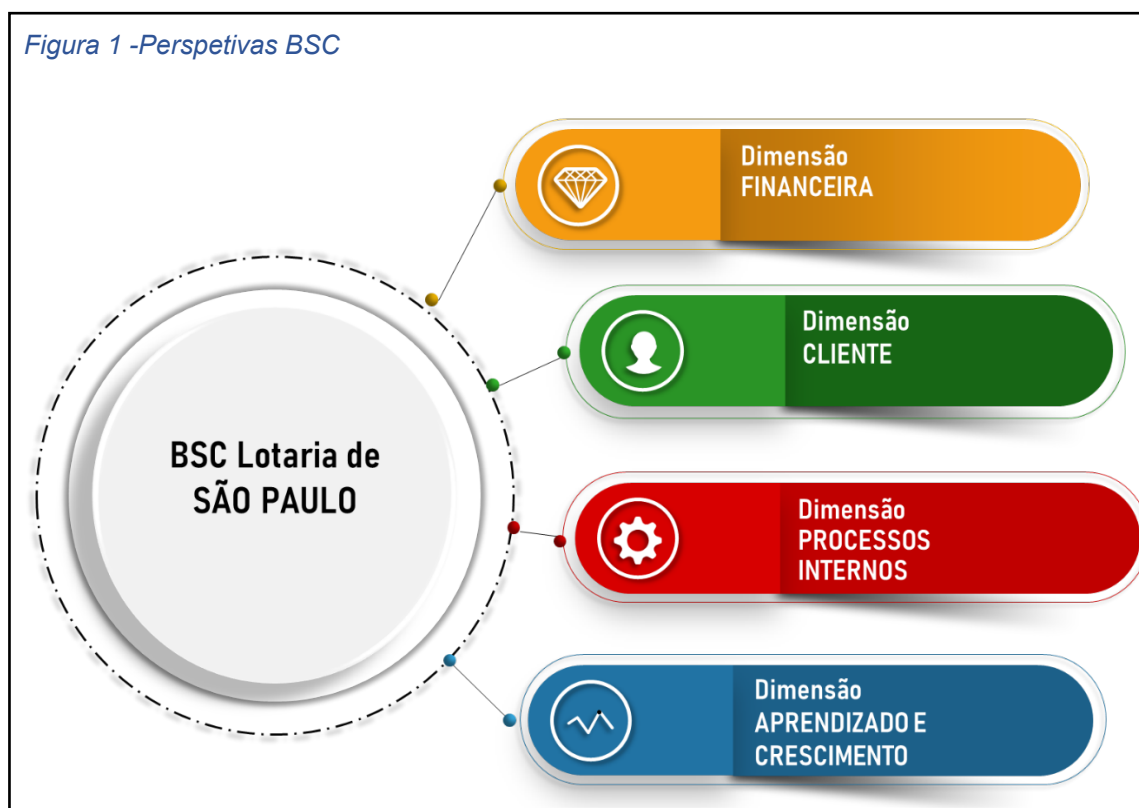 Figura 1 -Perspetivas BSC
Dimensão
FINANCEIRA
Dimensão
CLIENTE
BSC Lotaria de
SÃO PAULO
Dimensão
PROCESSOS
INTERNOS
Dimensão
APRENDIZADO E
CRESCIMENTO